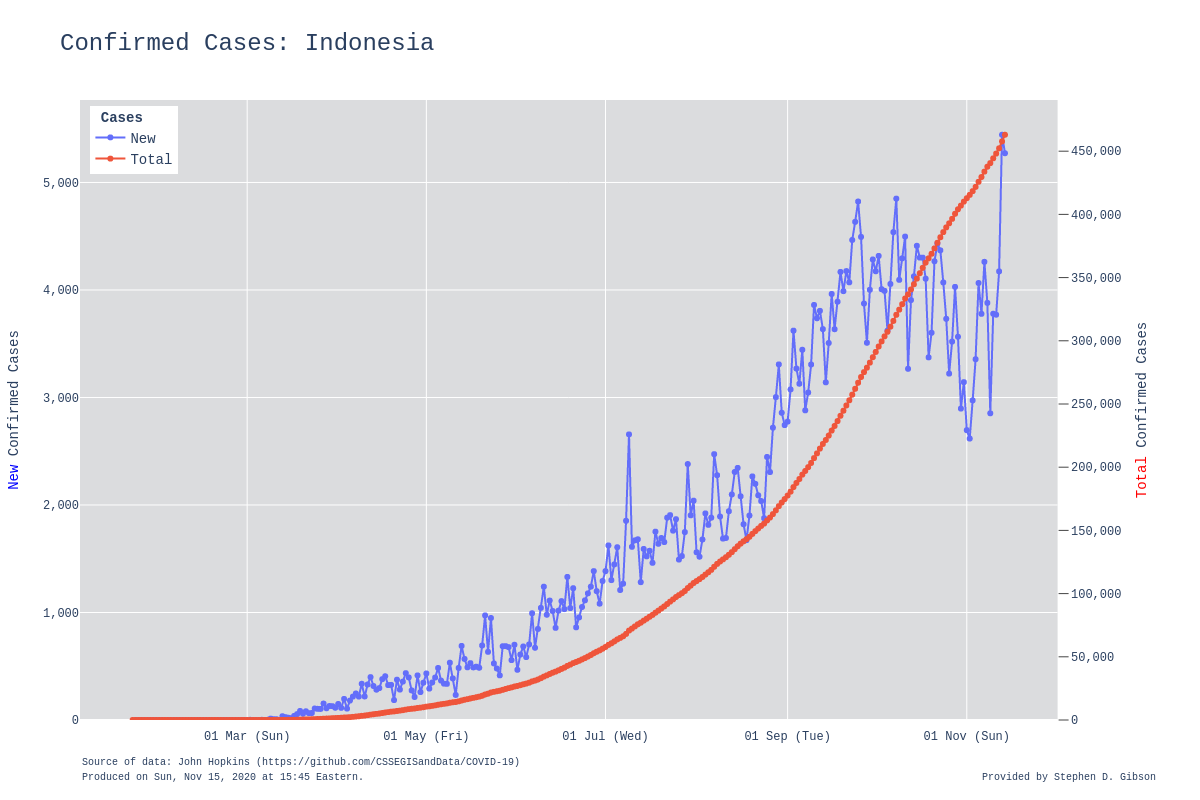 Confirmed Cases: Indonesia
Cases
New
Total
5,000
4,000
3,000
2,000
1,000
0
New Confirmed Cases
450,000
400,000
350,000
300,000
250,000
200,000
150,000
100,000
50,000
0
Total Confirmed Cases
01 Mar (Sun) 01 May (Fri) 01 Jul (Wed) 01 Sep (Tue) 01 Nov (Sun)
Source of data: John Hopkins (https://github.com/CSSEGISandData/COVID-19)
Produced on Sun, Nov 15, 2020 at 15:45 Eastern.
Provided by Stephen D. Gibson